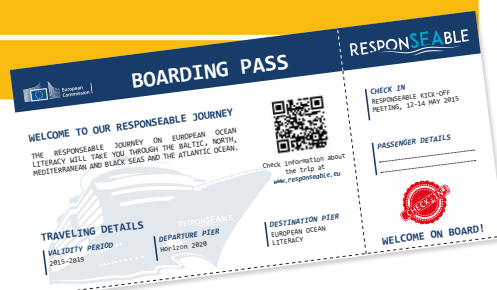 European
Commission
BOARDING PASS
RESPONSEABLE
WELCOME TO OUR RESPONSEABLE JOURNEY
THE RESPONSEABLE JOURNEY ON EUROPEAN OCEAN
LITERACY WILL TAKE YOU THROUGH THE BALTIC, NORTH,
MEDITERRANEAN AND BLACK SEAS AND THE ATLANTIC OCEAN.
Check information about
the trip at
www.responseable.eu
CHECK IN
RESPONSEABLE KICK-OFF
MEETING, 12-14 MAY 2015
PASSENGER DETAILS
CHECKED IN
RESPONSEABLE
TRAVELING DETAILS
VALIDITY PERIOD
2015-2019
DEPARTURE PIER
Horizon 2020
DESTINATION PIER
EUROPEAN OCEAN
LITERACY
WELCOME ON BOARD!